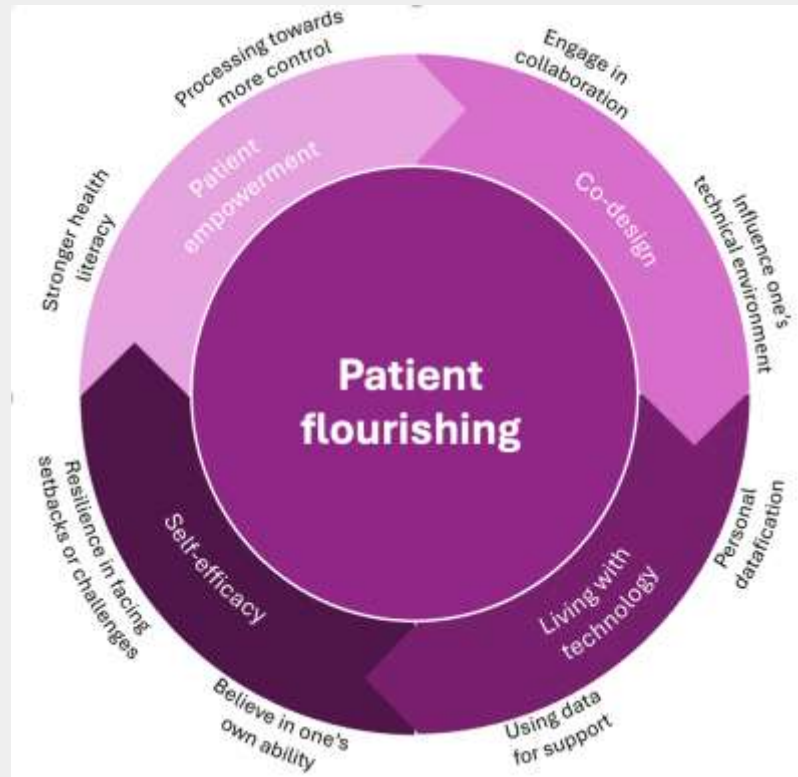 Processing towards
more control
Engage in
collaboration
Patient
empowerment
Co-design
Stronger health
literacy
Influence one's
technical environment
Patient
flourishing
Resilience in facing
setbacks or challenges
Self-efficacy
Living with
technology
Personal
datafication
Believe in one's
own ability
Using data
for support